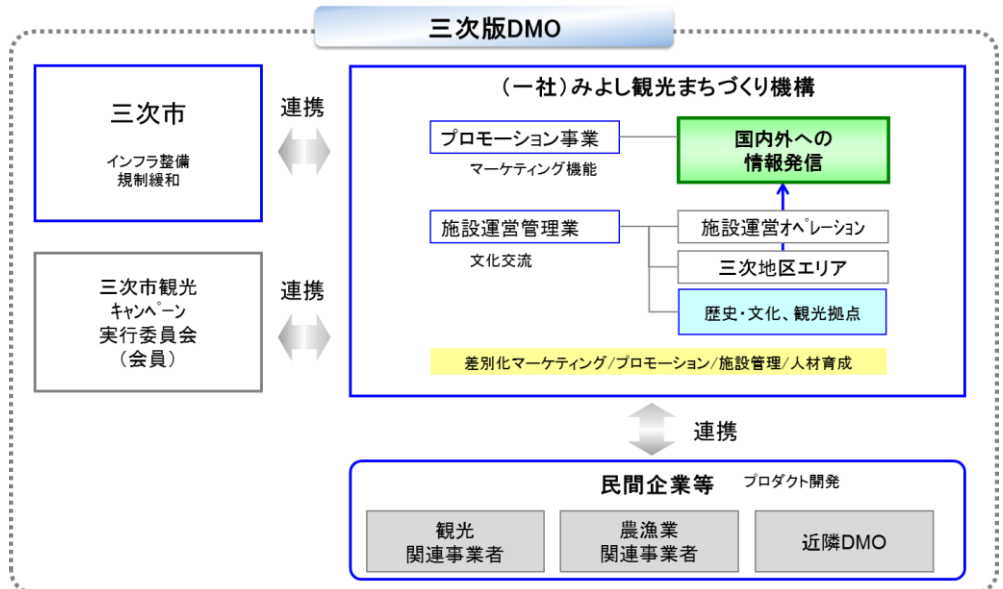 三次版DMO
三次市
インフラ整備
規制緩和
連携
三次市観光
キャンペーン
実行委員会
(会員)
連携
(一社)みよし観光まちづくり機構
プロモーション事業
マーケティング機能
国内外への
情報発信
施設運営管理業
文化交流
施設運営オペレーション
三次地区エリア
歴史・文化、観光拠点
差別化マーケティング/プロモーション/施設管理/人材育成
連携
民間企業等 プロダクト開発
観光
関連事業者
農漁業
関連事業者
近隣DMO